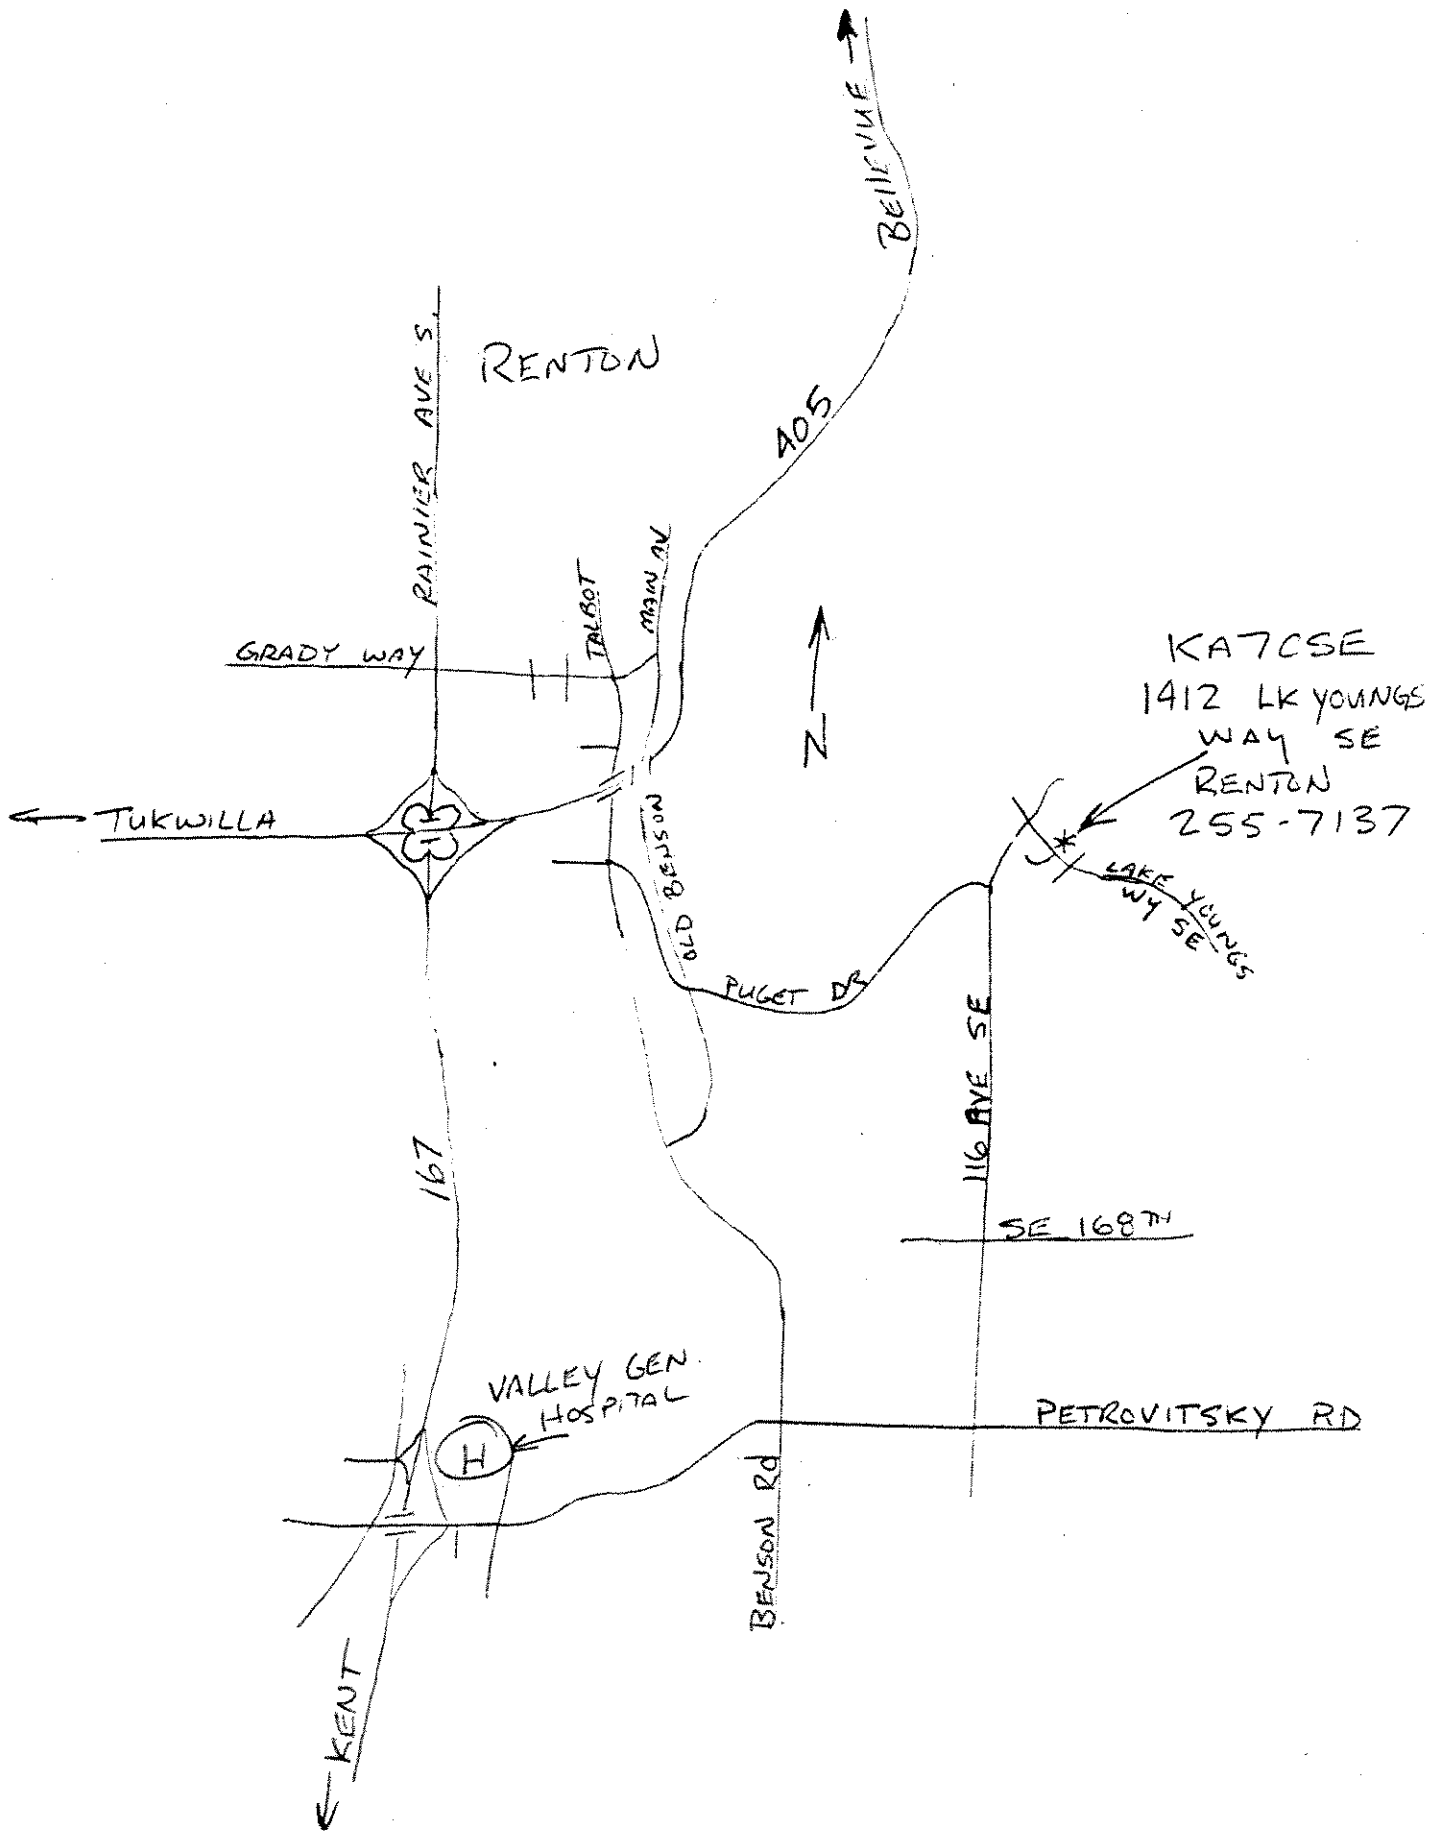 BELLEVUE
RENTON
RAINIER AVE S.
405
TALBOT
MAIN AV
GRADY WAY
N
KA7CSE
1412 LK YOUNGS
WAY SE
RENTON
255-7137
TUKWILLA
OLD BENSON
LAKE YOUNGS
WY SE
PUGET DR
116 AVE SE
167
SE 168TH
VALLEY GEN.
HOSPITAL
H
PETROVITSKY RD
BENSON Rd
KENT